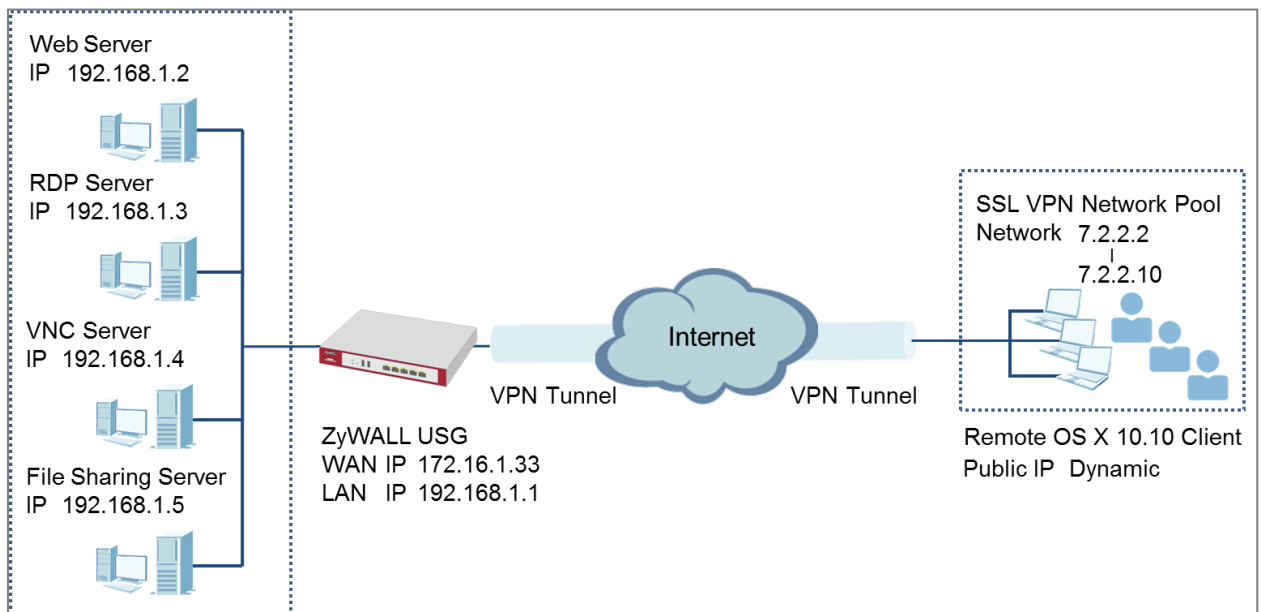 Web Server
IP 192.168.1.2
RDP Server
IP 192.168.1.3
VNC Server
IP 192.168.1.4
File Sharing Server
IP 192.168.1.5
ZyWALL USG
WAN IP 172.16.1.33
LAN IP 192.168.1.1
VPN Tunnel
Internet
VPN Tunnel
SSL VPN Network Pool
Network 7.2.2.2
7.2.2.10
Remote OS X 10.10 Client
Public IP Dynamic